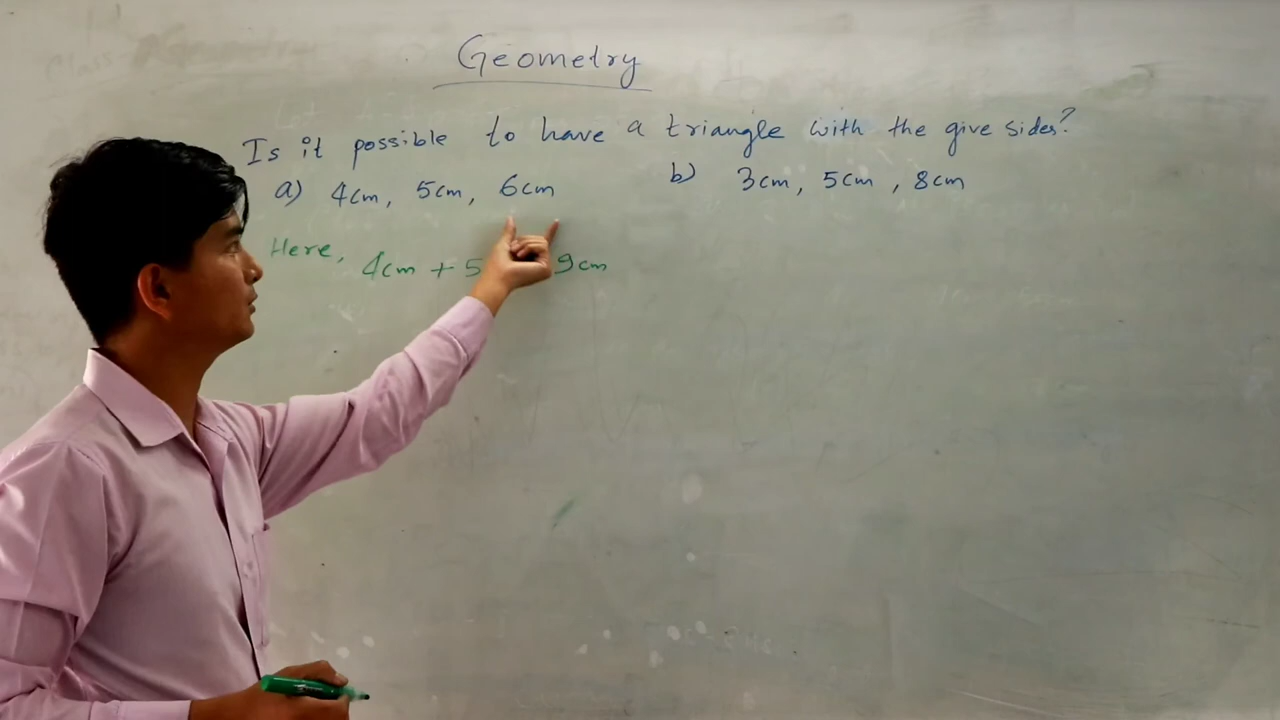 Geometry
Is it possible to have a triangle with the give sides?
a) 4cm, 5cm, 6cm b) 3cm, 5cm, 8cm
Here, 4cm + 5 9cm